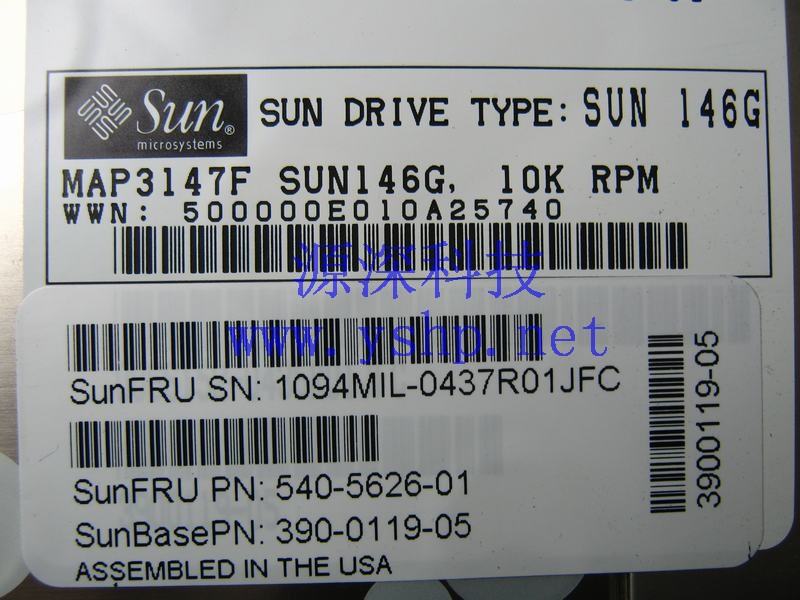 Sun®
microsystems
SUN DRIVE TYPE: SUN 146G
MAP3147F SUN146G, 10K RPM
WWN: 500000E010A25740
源深科技
www.yshp.net
SunFRU SN: 1094MIL-0437R01JFC
3900119-05
SunFRU PN: 540-5626-01
SunBasePN: 390-0119-05
ASSEMBLED IN THE USA